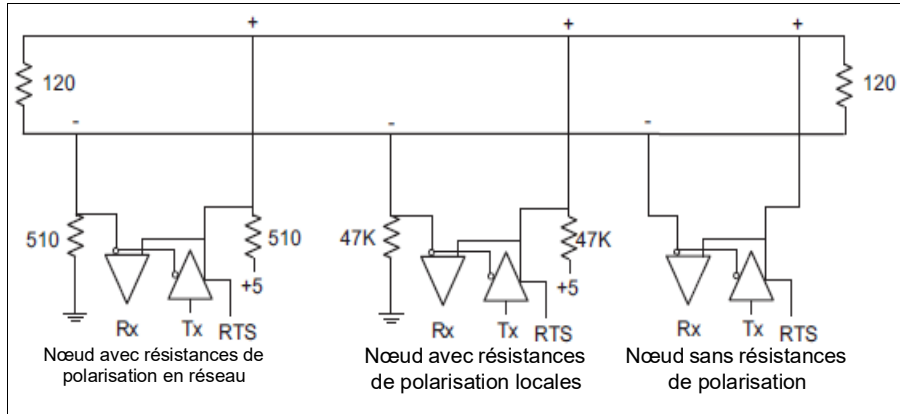 + + +
120 120
- - -
510 510 47K 47K
+5 +5
Rx Tx RTS Rx Tx RTS Rx Tx RTS
Nœud avec résistances de
polarisation en réseau
Nœud avec résistances
de polarisation locales
Nœud sans résistances
de polarisation